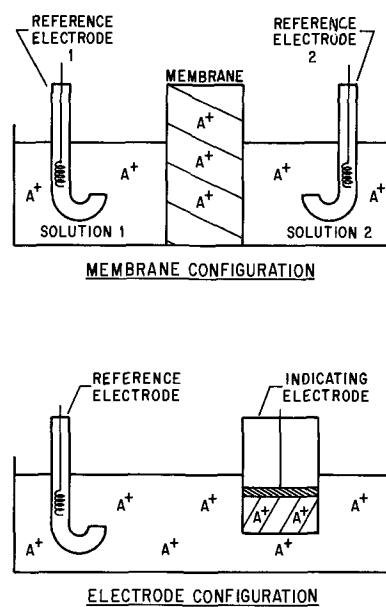 REFERENCE
ELECTRODE
1
REFERENCE
ELECTRODE
2
MEMBRANE
A+
A+
A+
A+
A+
A+
A+
A+
SOLUTION 1
SOLUTION 2
MEMBRANE CONFIGURATION
REFERENCE
ELECTRODE
INDICATING
ELECTRODE
A+
A+
A+
A+
A+
A+
A+
A+
ELECTRODE CONFIGURATION